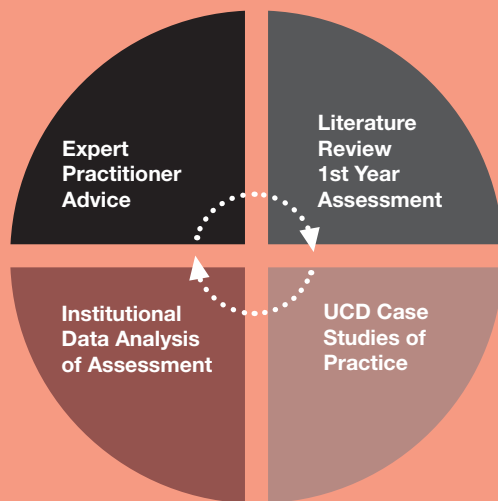 Expert
Practitioner
Advice
Literature
Review
1st Year
Assessment
Institutional
Data Analysis
of Assessment
UCD Case
Studies of
Practice